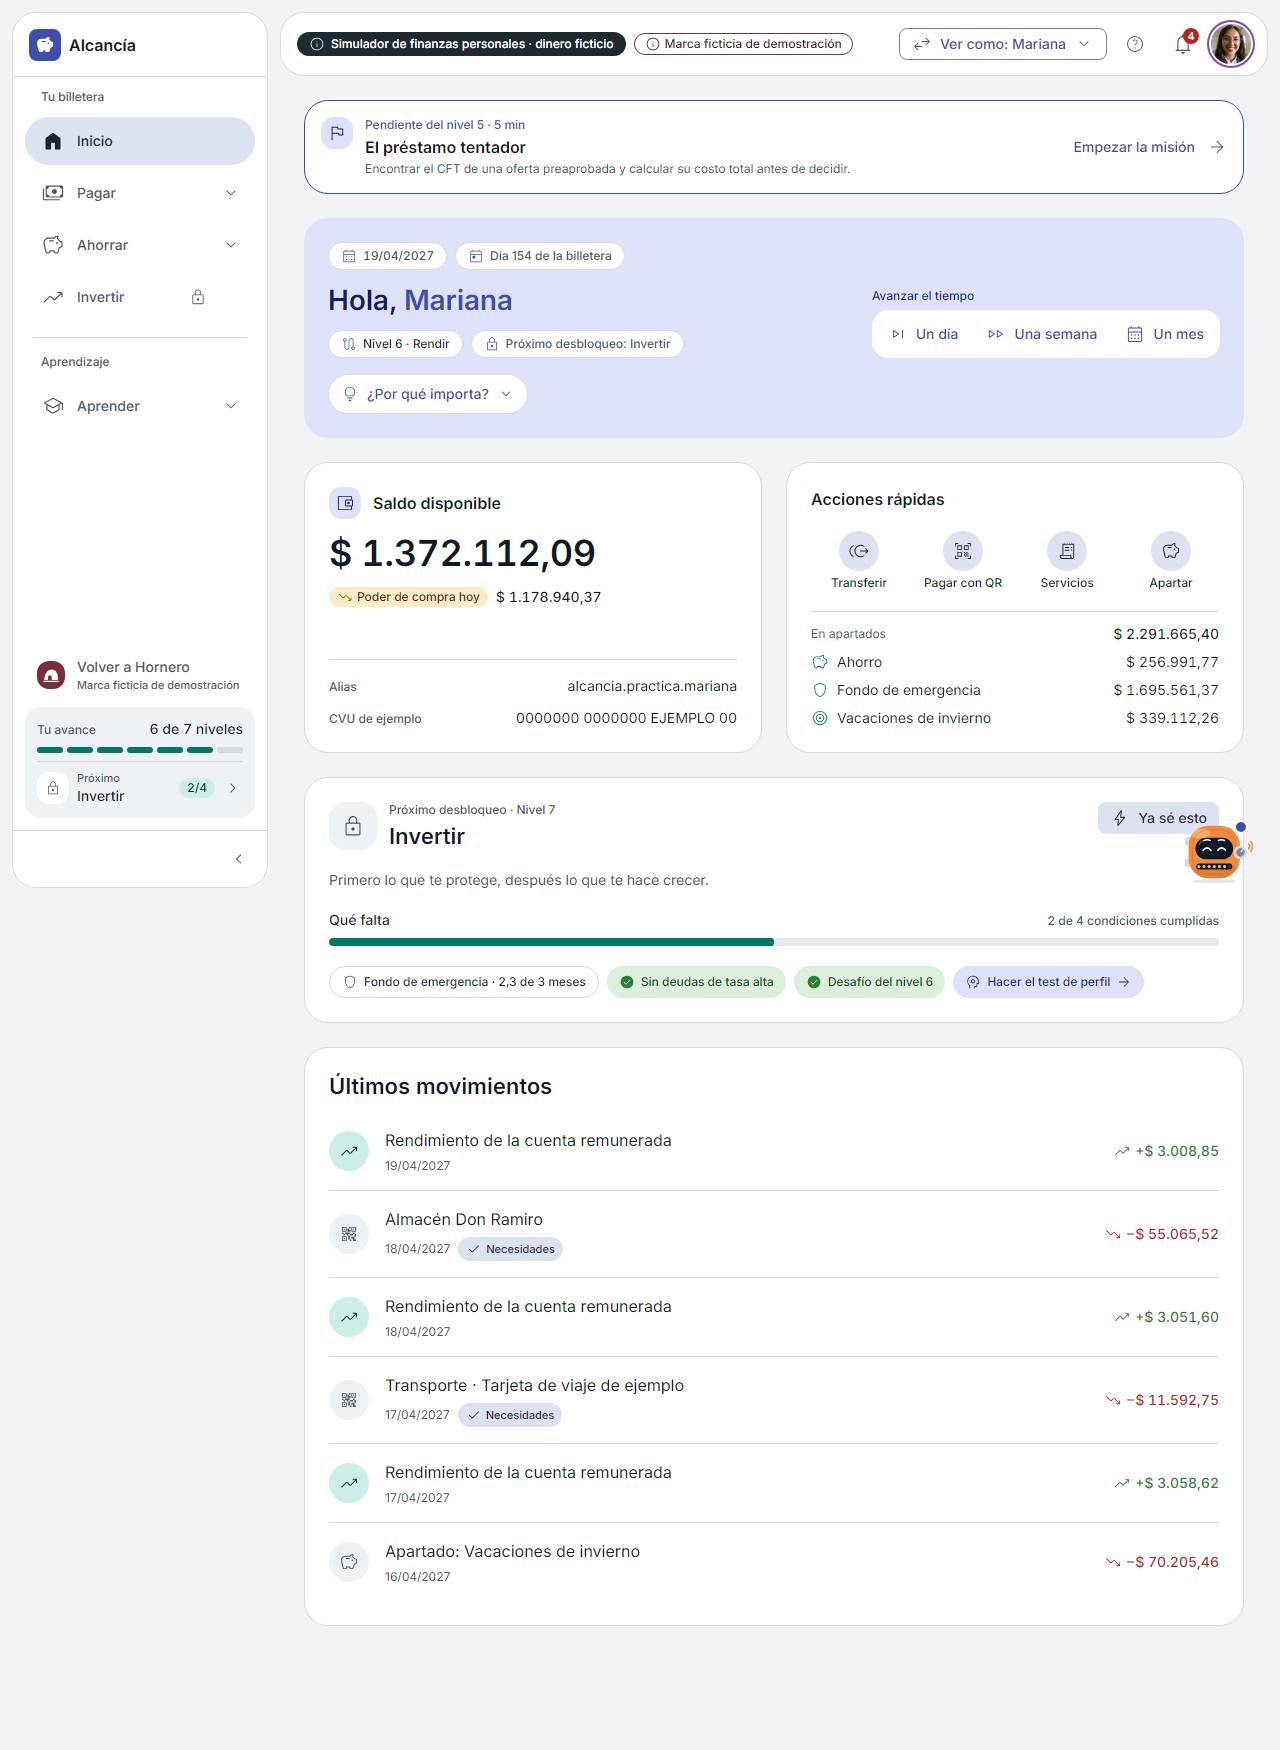 Alcancía
Simulador de finanzas personales · dinero ficticio
Marca ficticia de demostración
Ver como: Mariana
4
Tu billetera
Inicio
Pagar
Ahorrar
Invertir
Aprendizaje
Aprender
Volver a Hornero
Marca ficticia de demostración
Tu avance
6 de 7 niveles
Próximo
Invertir
2/4
Pendiente del nivel 5 · 5 min
El préstamo tentador
Encontrar el CFT de una oferta preaprobada y calcular su costo total antes de decidir.
Empezar la misión
19/04/2027
Día 154 de la billetera
Hola, Mariana
Nivel 6 · Rendir
Próximo desbloqueo: Invertir
¿Por qué importa?
Avanzar el tiempo
Un día
Una semana
Un mes
Saldo disponible
$ 1.372.112,09
Poder de compra hoy
$ 1.178.940,37
Alias
alcancia.practica.mariana
CVU de ejemplo
0000000 0000000 EJEMPLO 00
Acciones rápidas
Transferir
Pagar con QR
Servicios
Apartar
En apartados
$ 2.291.665,40
Ahorro
$ 256.991,77
Fondo de emergencia
$ 1.695.561,37
Vacaciones de invierno
$ 339.112,26
Próximo desbloqueo · Nivel 7
Invertir
Ya sé esto
Primero lo que te protege, después lo que te hace crecer.
Qué falta
2 de 4 condiciones cumplidas
Fondo de emergencia · 2,3 de 3 meses
Sin deudas de tasa alta
Desafío del nivel 6
Hacer el test de perfil
Últimos movimientos
Rendimiento de la cuenta remunerada
19/04/2027
+$ 3.008,85
Almacén Don Ramiro
18/04/2027
Necesidades
−$ 55.065,52
Rendimiento de la cuenta remunerada
18/04/2027
+$ 3.051,60
Transporte · Tarjeta de viaje de ejemplo
17/04/2027
Necesidades
−$ 11.592,75
Rendimiento de la cuenta remunerada
17/04/2027
+$ 3.058,62
Apartado: Vacaciones de invierno
16/04/2027
−$ 70.205,46